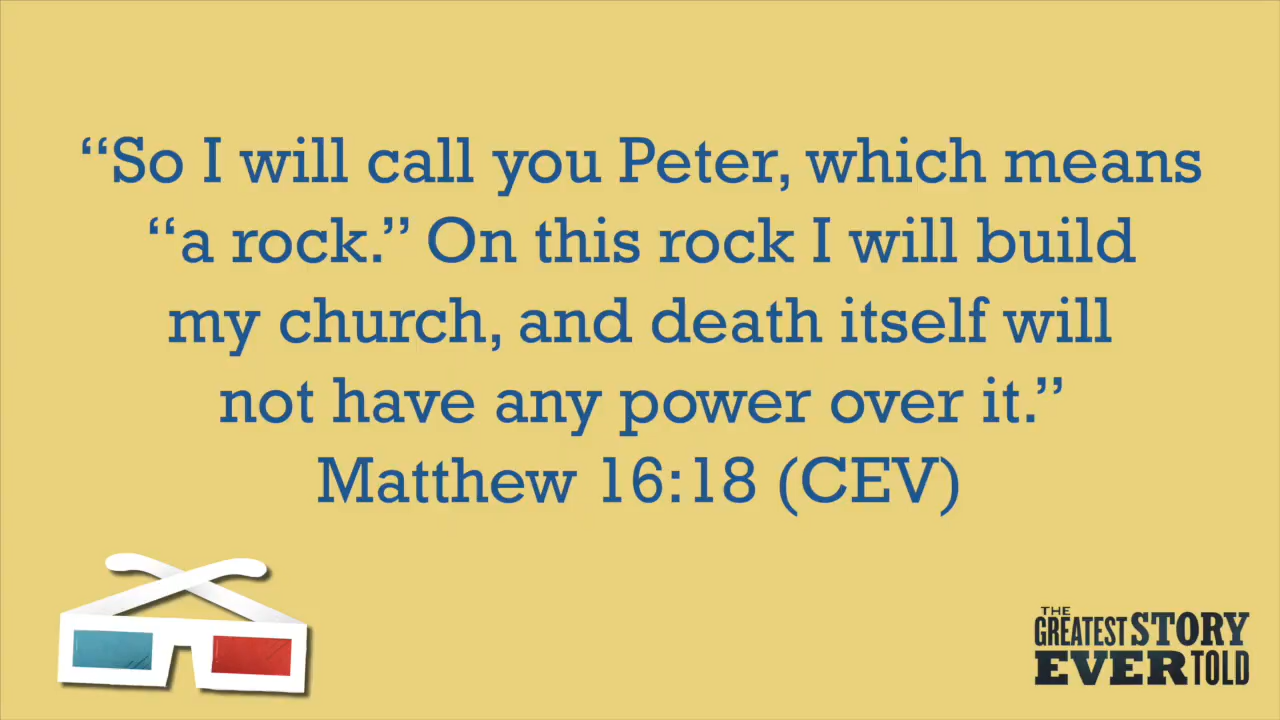 “So I will call you Peter, which means
“a rock.” On this rock I will build
my church, and death itself will
not have any power over it.”
Matthew 16:18 (CEV)
THE
GREATEST STORY
EVER TOLD